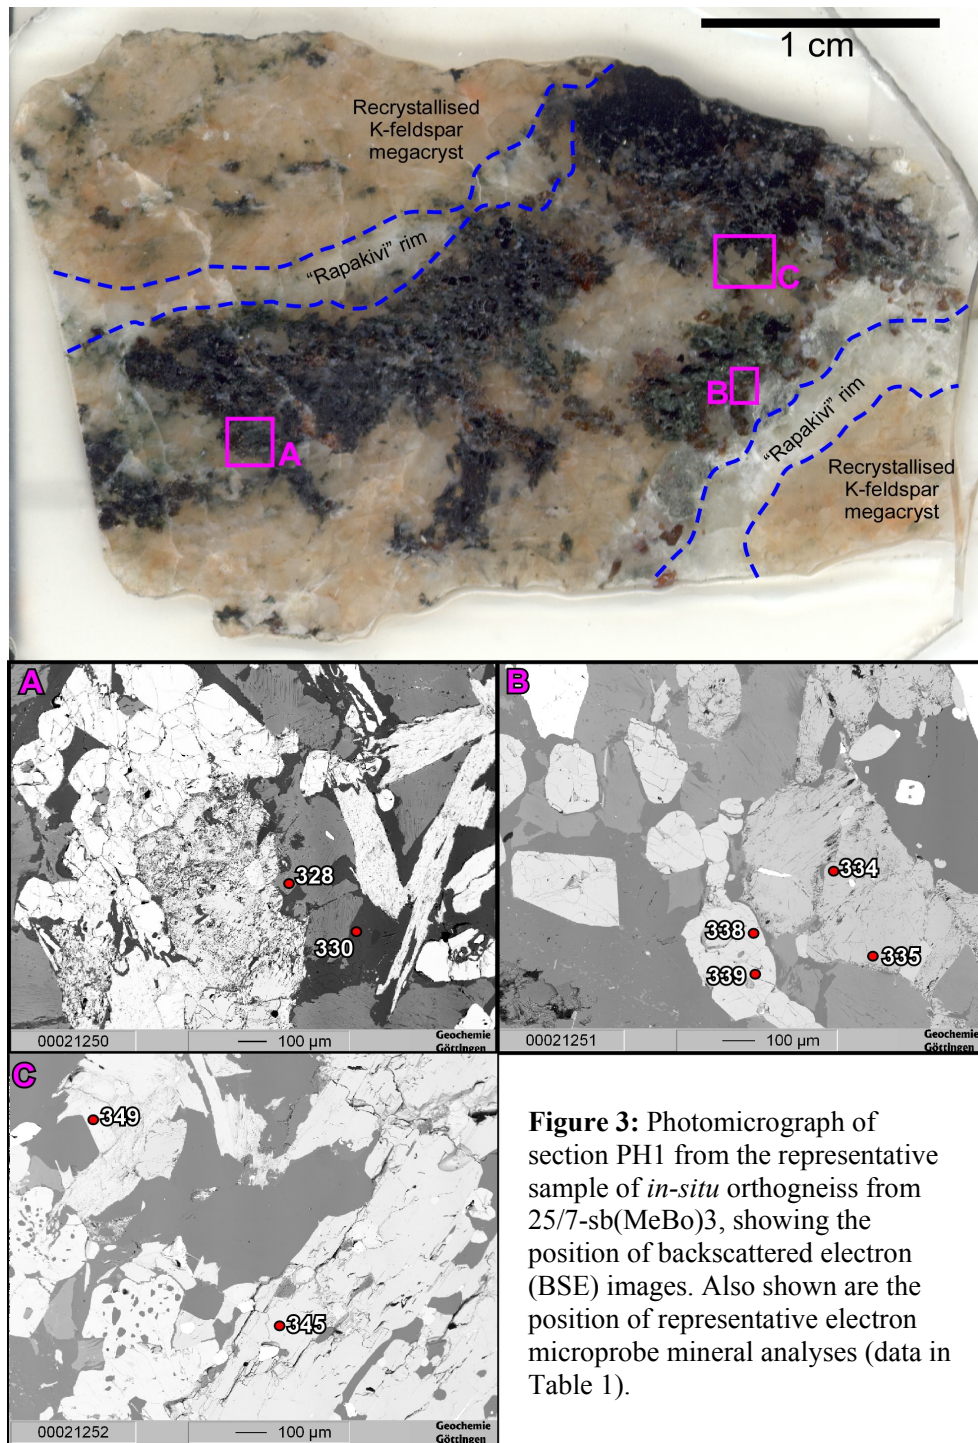 1 cm
Recrystallised
K-feldspar
megacryst
"Rapakivi" rim
C
B
A
"Rapakivi" rim
Recrystallised
K-feldspar
megacryst
A
328
330
00021250
100 µm
Geochemie
Göttingen
B
334
338
335
339
00021251
100 µm
Geochemie
Göttingen
C
349
345
00021252
100 µm
Geochemie
Göttingen
Figure 3: Photomicrograph of
section PH1 from the representative
sample of in-situ orthogneiss from
25/7-sb(MeBo)3, showing the
position of backscattered electron
(BSE) images. Also shown are the
position of representative electron
microprobe mineral analyses (data in
Table 1).